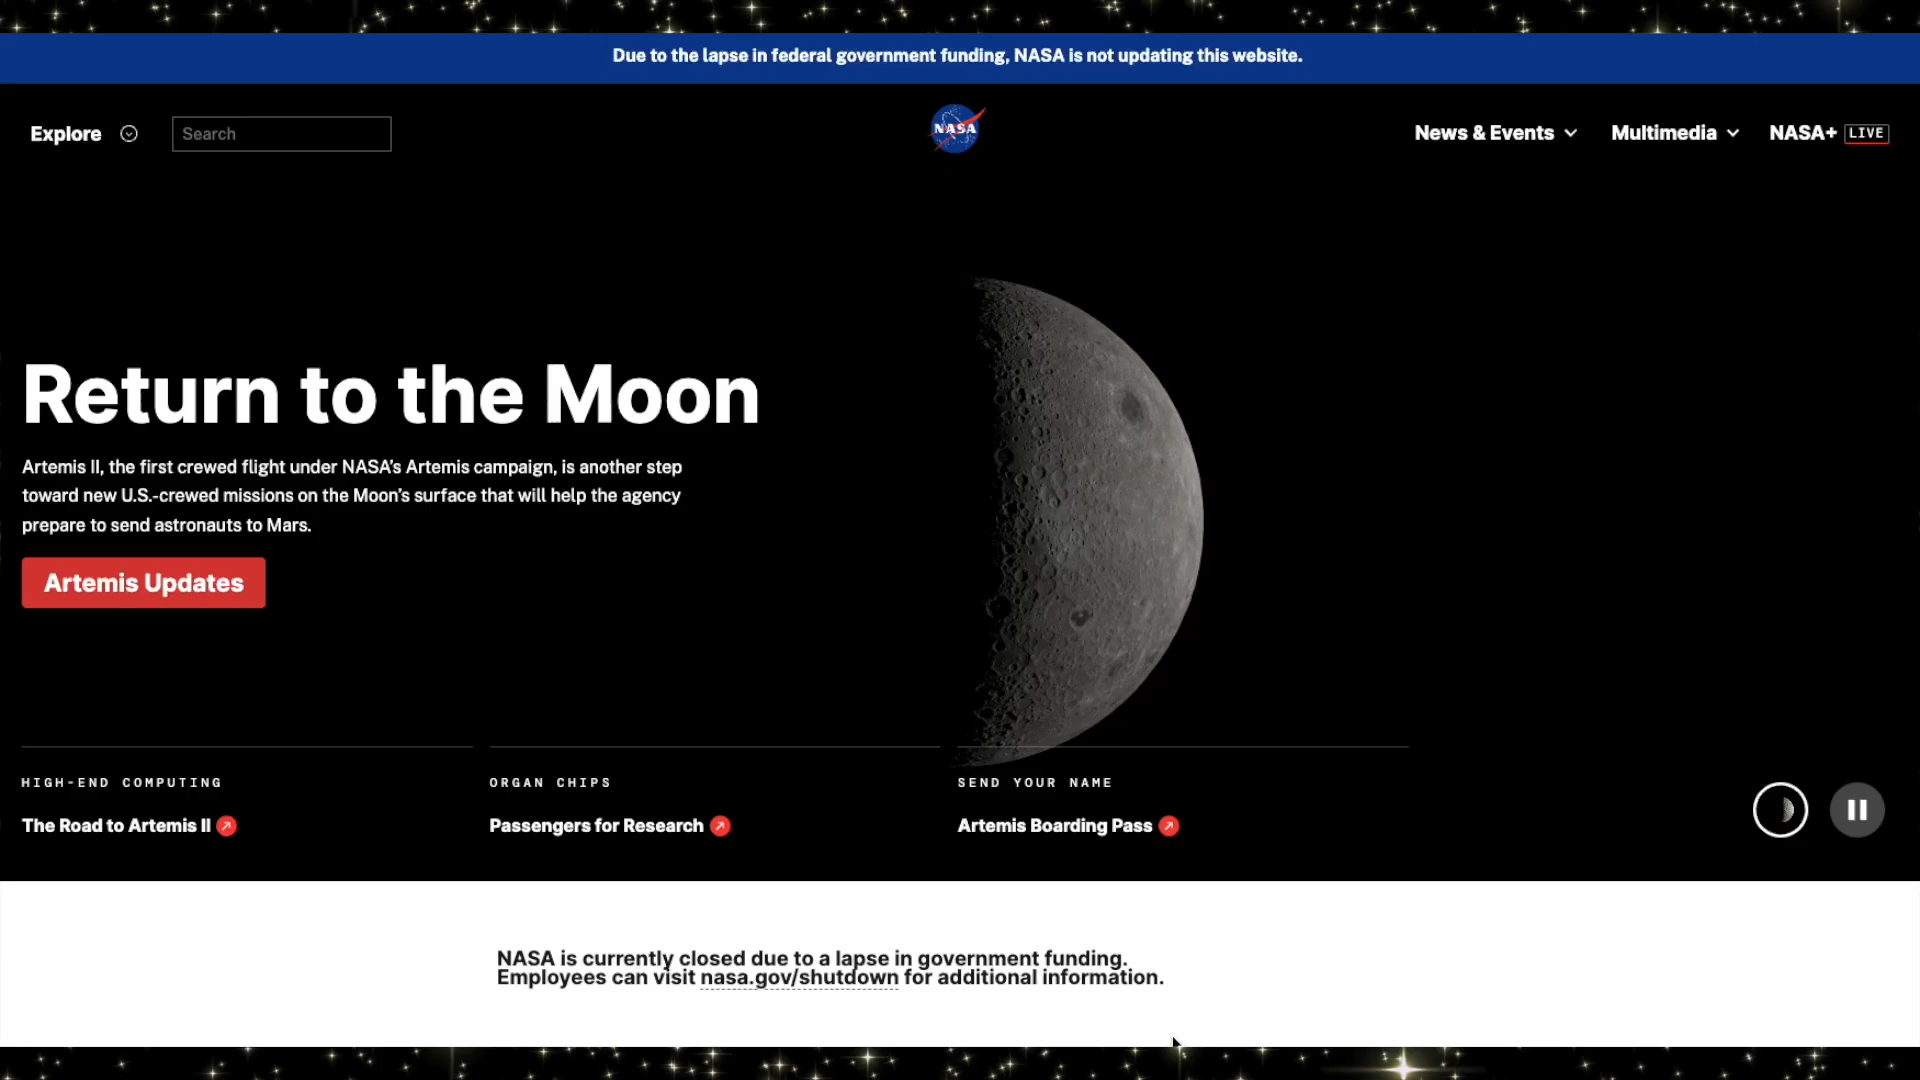 Due to the lapse in federal government funding, NASA is not updating this website.
Explore
Search
NASA
News & Events
Multimedia
NASA+ LIVE
Return to the Moon
Artemis II, the first crewed flight under NASA's Artemis campaign, is another step
toward new U.S.-crewed missions on the Moon's surface that will help the agency
prepare to send astronauts to Mars.
Artemis Updates
HIGH-END COMPUTING
The Road to Artemis II
ORGAN CHIPS
Passengers for Research
SEND YOUR NAME
Artemis Boarding Pass
NASA is currently closed due to a lapse in government funding.
Employees can visit nasa.gov/shutdown for additional information.